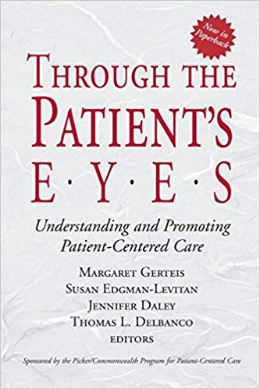 Now in
Paperback
THROUGH THE
PATIENT'S
E·Y·E·S
Understanding and Promoting
Patient-Centered Care
MARGARET GERTEIS
SUSAN EDGMAN-LEVITAN
JENNIFER DALEY
THOMAS L. DELBANCO
EDITORS
Sponsored by the Picker/Commonwealth Program for Patient-Centered Care